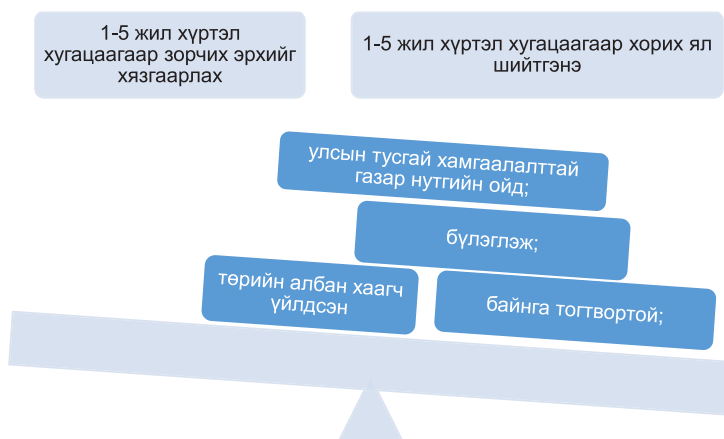 1-5 жил хүртэл
хугацаагаар зорчих эрхийг
хязгаарлах
1-5 жил хүртэл хугацаагаар хорих ял
шийтгэнэ
улсын тусгай хамгаалалттай
газар нутгийн ойд;
бүлэглэж;
төрийн албан хаагч
үйлдсэн
байнга тогтвортой;